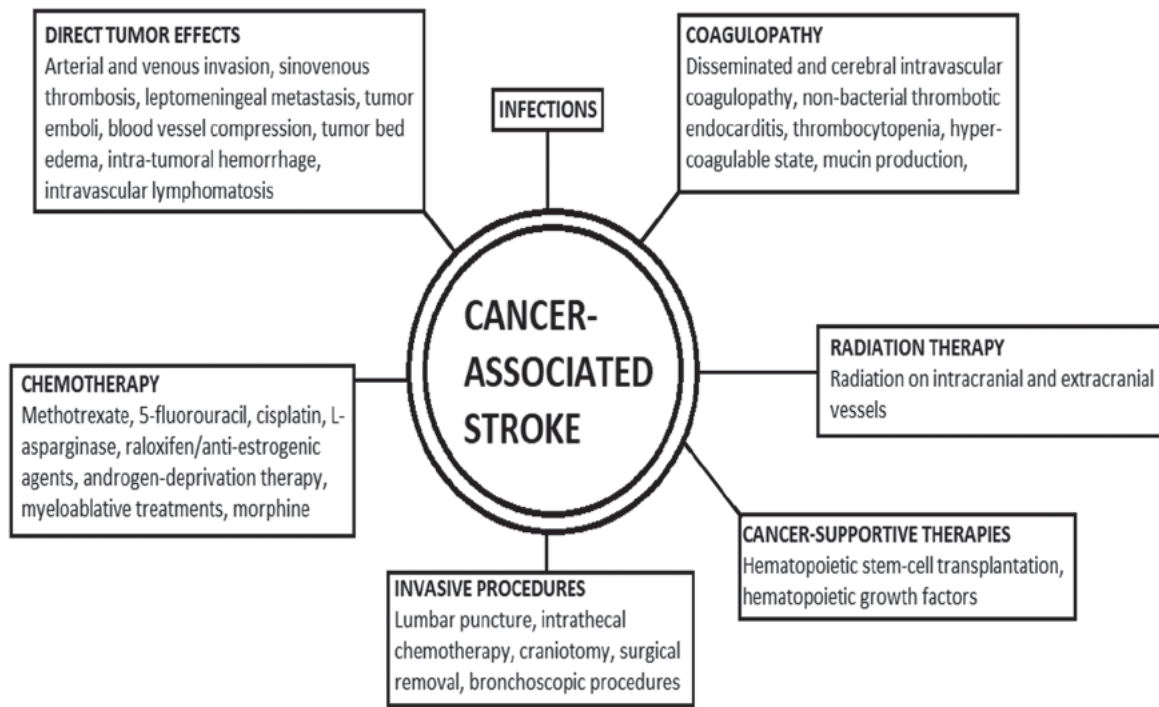 DIRECT TUMOR EFFECTS
Arterial and venous invasion, sinovenous
thrombosis, leptomeningeal metastasis, tumor
emboli, blood vessel compression, tumor bed
edema, intra-tumoral hemorrhage,
intravascular lymphomatosis
INFECTIONS
COAGULOPATHY
Disseminated and cerebral intravascular
coagulopathy, non-bacterial thrombotic
endocarditis, thrombocytopenia, hyper-
coagulable state, mucin production,
CANCER-
ASSOCIATED
STROKE
CHEMOTHERAPY
Methotrexate, 5-fluorouracil, cisplatin, L-
asparginase, raloxifen/anti-estrogenic
agents, androgen-deprivation therapy,
myeloablative treatments, morphine
RADIATION THERAPY
Radiation on intracranial and extracranial
vessels
INVASIVE PROCEDURES
Lumbar puncture, intrathecal
chemotherapy, craniotomy, surgical
removal, bronchoscopic procedures
CANCER-SUPPORTIVE THERAPIES
Hematopoietic stem-cell transplantation,
hematopoietic growth factors